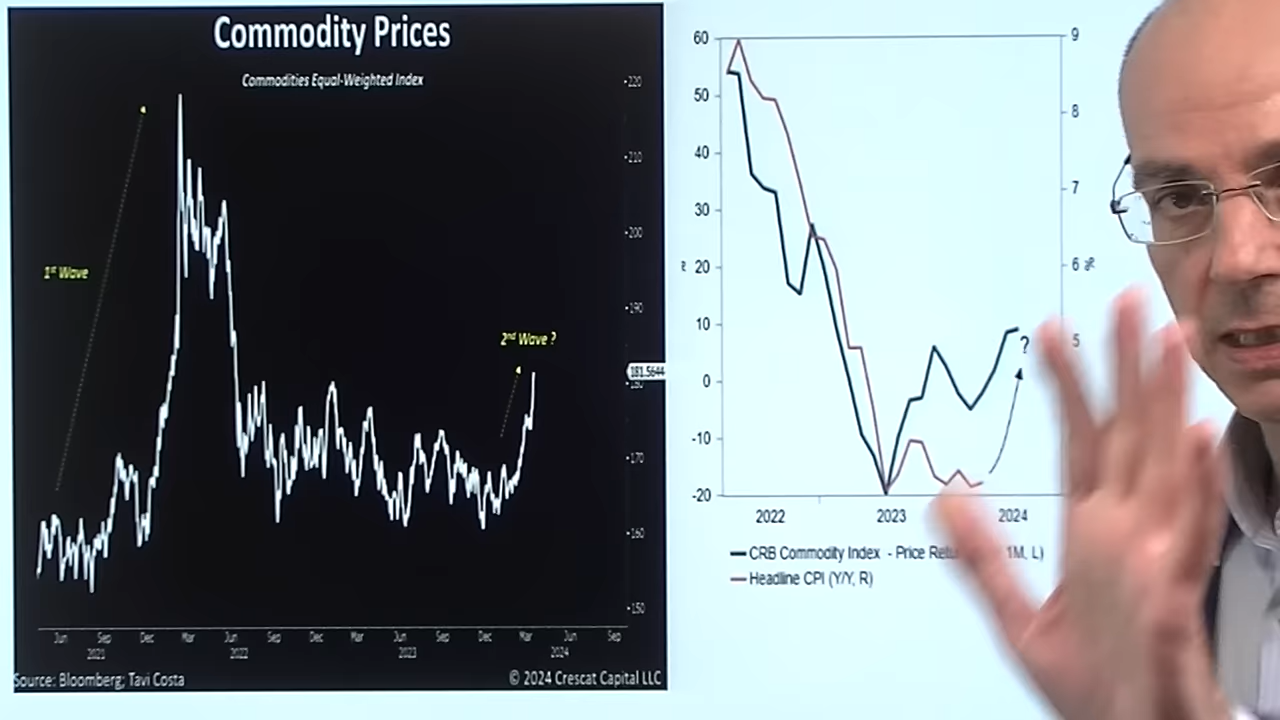 Commodity Prices
Commodities Equal-Weighted Index
220
210
200
190
180
170
160
150
181.5644
1st Wave
2nd Wave ?
Jun Sep Dec Mar Jun Sep Dec Mar Jun Sep Dec Mar Jun Sep
2021 2022 2023 2024
Source: Bloomberg; Tavi Costa
© 2024 Crescat Capital LLC
60
50
40
30
20
10
0
-10
-20
9
8
7
6 %
5
?
2022 2023 2024
CRB Commodity Index - Price 1M, L)
Headline CPI (Y/Y, R)